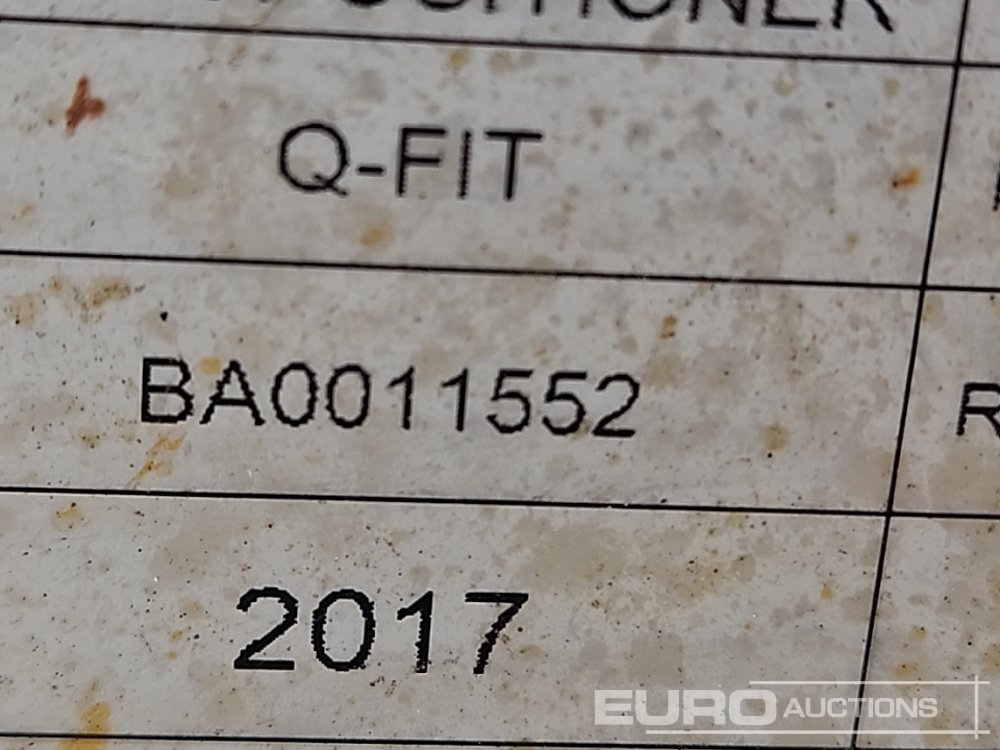 Q-FIT
BA0011552
2017
EURO AUCTIONS